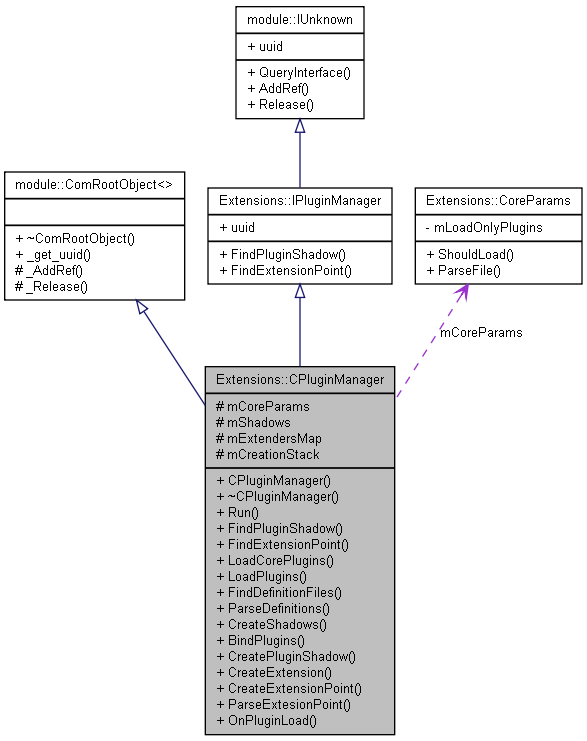 module::IUnknown
+ uuid
+ QueryInterface()
+ AddRef()
+ Release()
module::ComRootObject<>
+ ~ComRootObject()
+ _get_uuid()
# _AddRef()
# _Release()
Extensions::IPluginManager
+ uuid
+ FindPluginShadow()
+ FindExtensionPoint()
Extensions::CoreParams
- mLoadOnlyPlugins
+ ShouldLoad()
+ ParseFile()
mCoreParams
Extensions::CPluginManager
# mCoreParams
# mShadows
# mExtendersMap
# mCreationStack
+ CPluginManager()
+ ~CPluginManager()
+ Run()
+ FindPluginShadow()
+ FindExtensionPoint()
+ LoadCorePlugins()
+ LoadPlugins()
+ FindDefinitionFiles()
+ ParseDefinitions()
+ CreateShadows()
+ BindPlugins()
+ CreatePluginShadow()
+ CreateExtension()
+ CreateExtensionPoint()
+ ParseExtesionPoint()
+ OnPluginLoad()